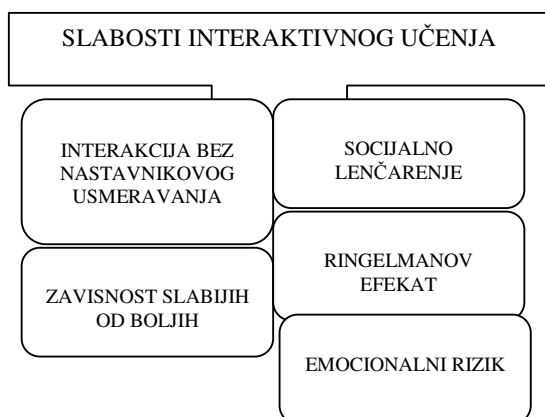 SLABOSTI INTERAKTIVNOG UČENJA
INTERAKCIJA BEZ
NASTAVNIKOVOG
USMERAVANJA
SOCIJALNO
LENČARENJE
ZAVISNOST SLABIJIH
OD BOLJIH
RINGELMANOV
EFEKAT
EMOCIONALNI RIZIK